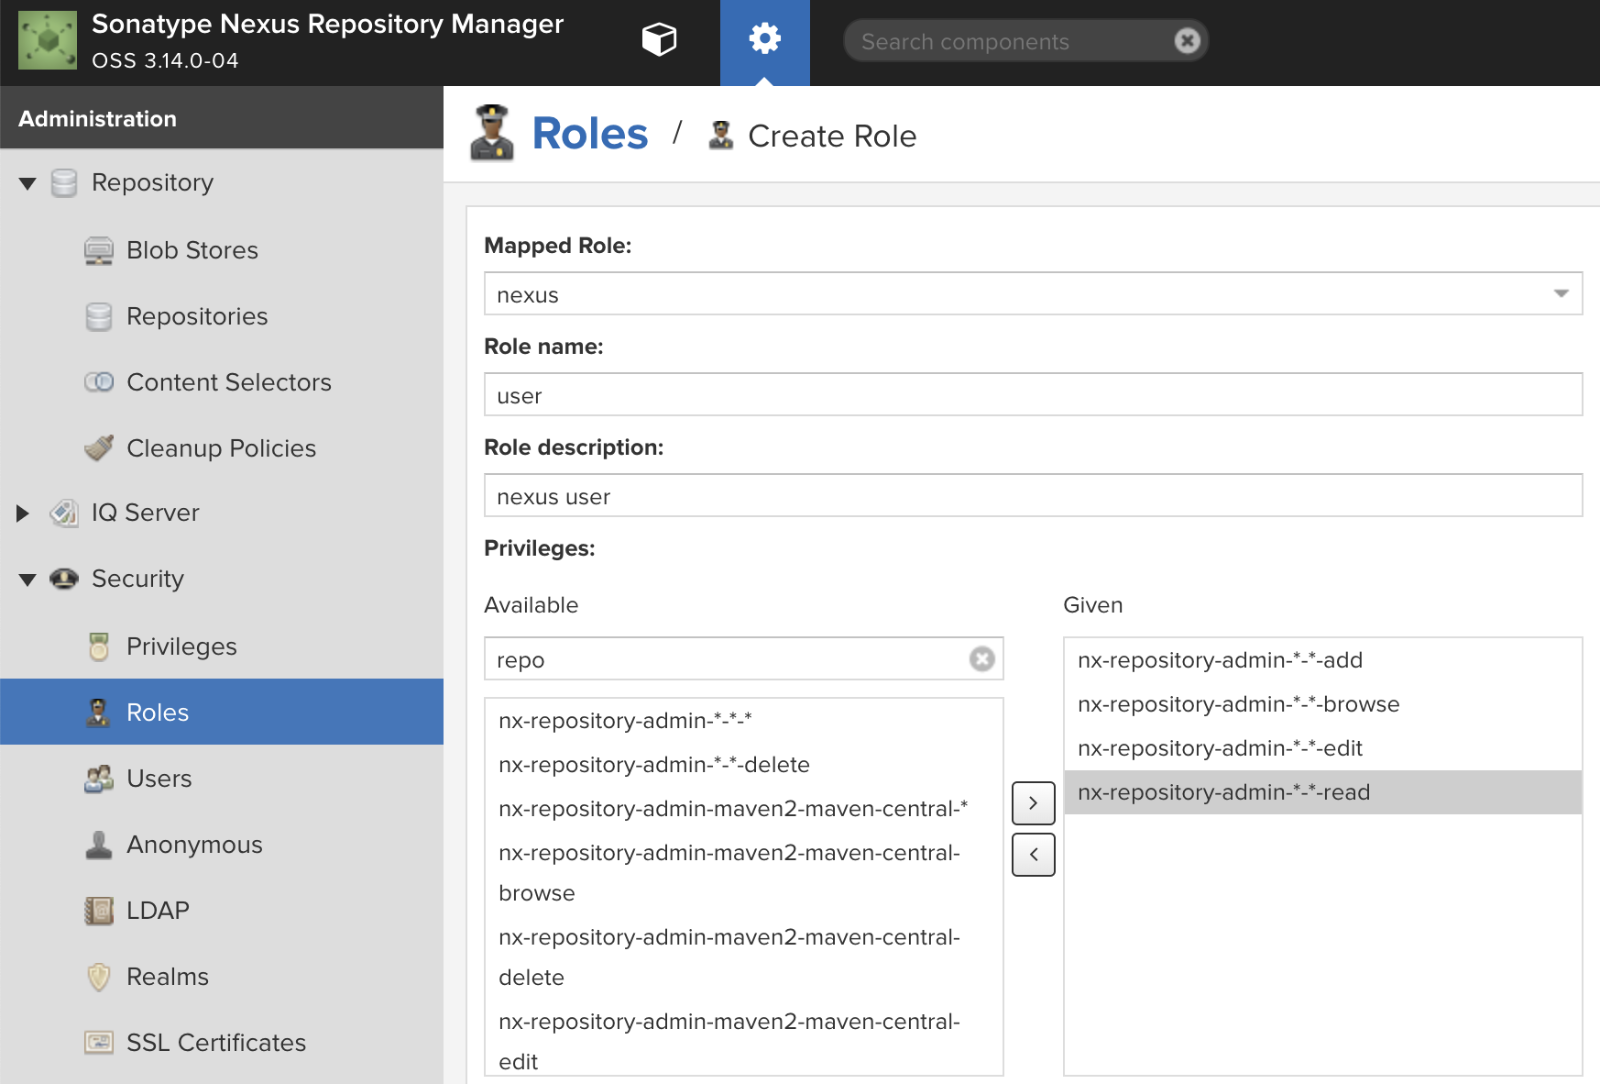 Sonatype Nexus Repository Manager
OSS 3.14.0-04
Search components
Administration
Repository
Blob Stores
Repositories
Content Selectors
Cleanup Policies
IQ Server
Security
Privileges
Roles
Users
Anonymous
LDAP
Realms
SSL Certificates
Roles / Create Role
Mapped Role:
nexus
Role name:
user
Role description:
nexus user
Privileges:
Available
repo
nx-repository-admin-*-*-*
nx-repository-admin-*-*-delete
nx-repository-admin-maven2-maven-central-*
nx-repository-admin-maven2-maven-central-
browse
nx-repository-admin-maven2-maven-central-
delete
nx-repository-admin-maven2-maven-central-
edit
Given
nx-repository-admin-*-*-add
nx-repository-admin-*-*-browse
nx-repository-admin-*-*-edit
nx-repository-admin-*-*-read